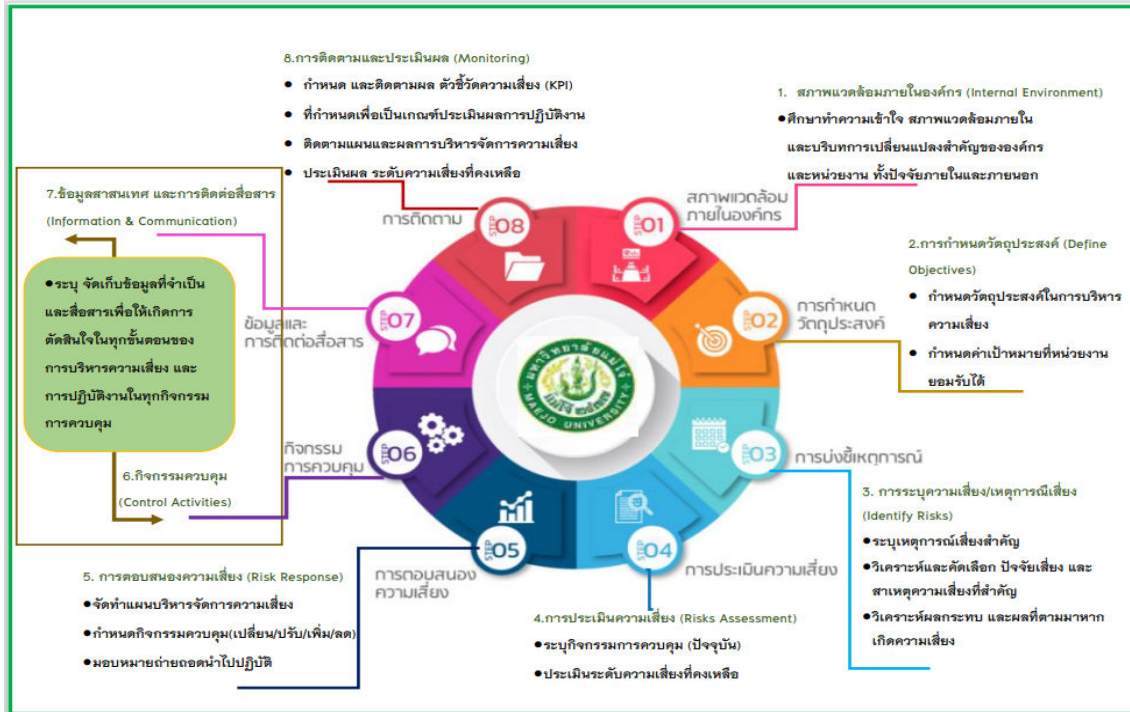 8.การติดตามและประเมินผล (Monitoring)
● กำหนด และติดตามผล ตัวชี้วัดความเสี่ยง (KPI)
● ที่กำหนดเพื่อเป็นเกณฑ์ประเมินผลการปฏิบัติงาน
● ติดตามแผนและผลการบริหารจัดการความเสี่ยง
● ประเมินผล ระดับความเสี่ยงที่คงเหลือ
การติดตาม
STEP 08
1. สภาพแวดล้อมภายในองค์กร (Internal Environment)
●ศึกษาทำความเข้าใจ สภาพแวดล้อมภายใน
และบริบทการเปลี่ยนแปลงสำคัญขององค์กร
และหน่วยงาน ทั้งปัจจัยภายในและภายนอก
สภาพแวดล้อม
ภายในองค์กร
STEP 01
2.การกำหนดวัตถุประสงค์ (Define
Objectives)
● กำหนดวัตถุประสงค์ในการบริหาร
ความเสี่ยง
● กำหนดค่าเป้าหมายที่หน่วยงาน
ยอมรับได้
การกำหนด
วัตถุประสงค์
STEP 02
7.ข้อมูลสาสนเทศ และการติดต่อสื่อสาร
(Information & Communication)
●ระบุ จัดเก็บข้อมูลที่จำเป็น
และสื่อสารเพื่อให้เกิดการ
ตัดสินใจในทุกขั้นตอนของ
การบริหารความเสี่ยง และ
การปฏิบัติงานในทุกกิจกรรม
การควบคุม
ข้อมูลและ
การติดต่อสื่อสาร
STEP 07
มหาวิทยาลัยแม่โจ้
แม่โจ้ ๒๔๗๗
MAEJO UNIVERSITY
กิจกรรม
การควบคุม
STEP 06
6.กิจกรรมควบคุม
(Control Activities)
STEP 03
การบ่งชี้เหตุการณ์
3. การระบุความเสี่ยง/เหตุการณ์เสี่ยง
(Identify Risks)
●ระบุเหตุการณ์เสี่ยงสำคัญ
●วิเคราะห์และคัดเลือก ปัจจัยเสี่ยง และ
สาเหตุความเสี่ยงที่สำคัญ
●วิเคราะห์ผลกระทบ และผลที่ตามมาหาก
เกิดความเสี่ยง
STEP 05
การตอบสนอง
ความเสี่ยง
5. การตอบสนองความเสี่ยง (Risk Response)
●จัดทำแผนบริหารจัดการความเสี่ยง
●กำหนดกิจกรรมควบคุม(เปลี่ยน/ปรับ/เพิ่ม/ลด)
●มอบหมายถ่ายถอดนำไปปฏิบัติ
STEP 04
การประเมินความเสี่ยง
4.การประเมินความเสี่ยง (Risks Assessment)
●ระบุกิจกรรมการควบคุม (ปัจจุบัน)
●ประเมินระดับความเสี่ยงที่คงเหลือ